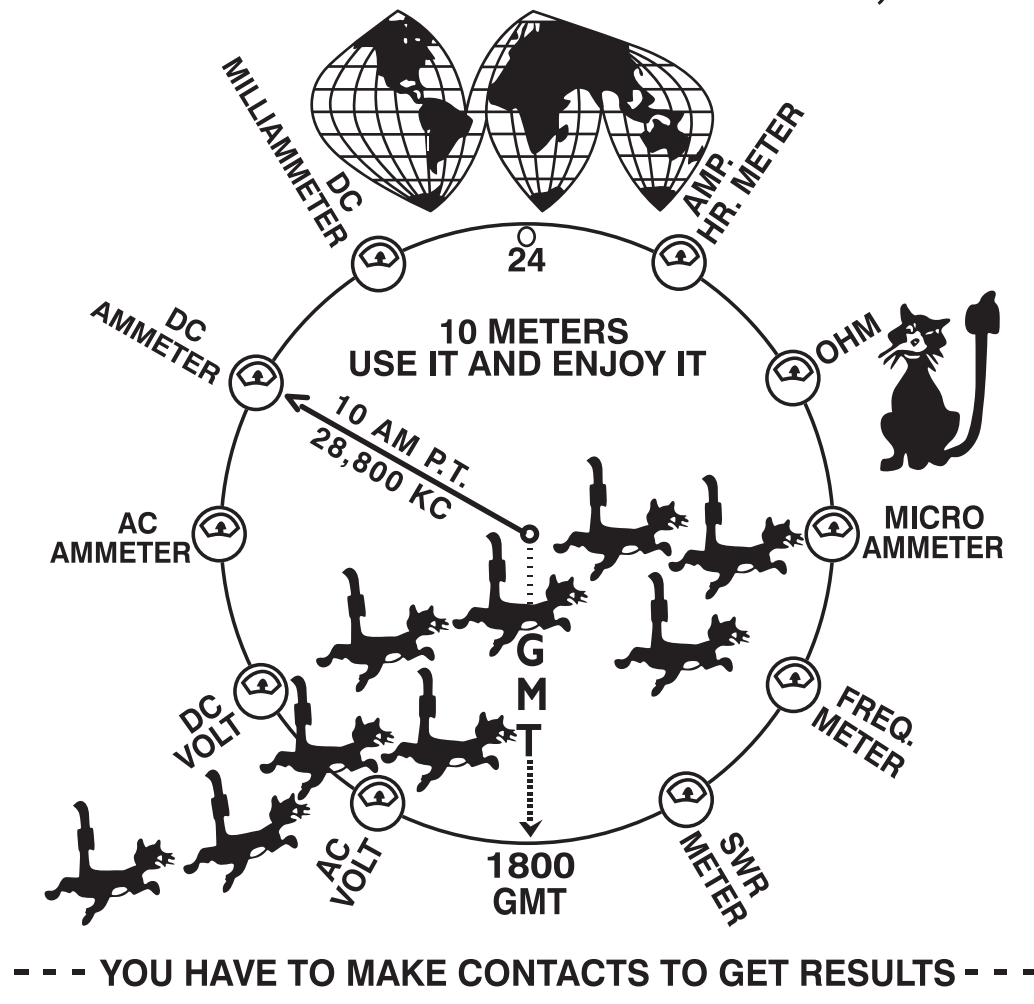 DC
MILLIAMMETER
AMP.
HR. METER
24
10 METERS
USE IT AND ENJOY IT
OHM
DC
AMMETER
10 AM P.T.
28,800 KC
AC
AMMETER
MICRO
AMMETER
G
M
T
DC
VOLT
FREQ.
METER
AC
VOLT
1800
GMT
SWR
METER
- - - YOU HAVE TO MAKE CONTACTS TO GET RESULTS - - -